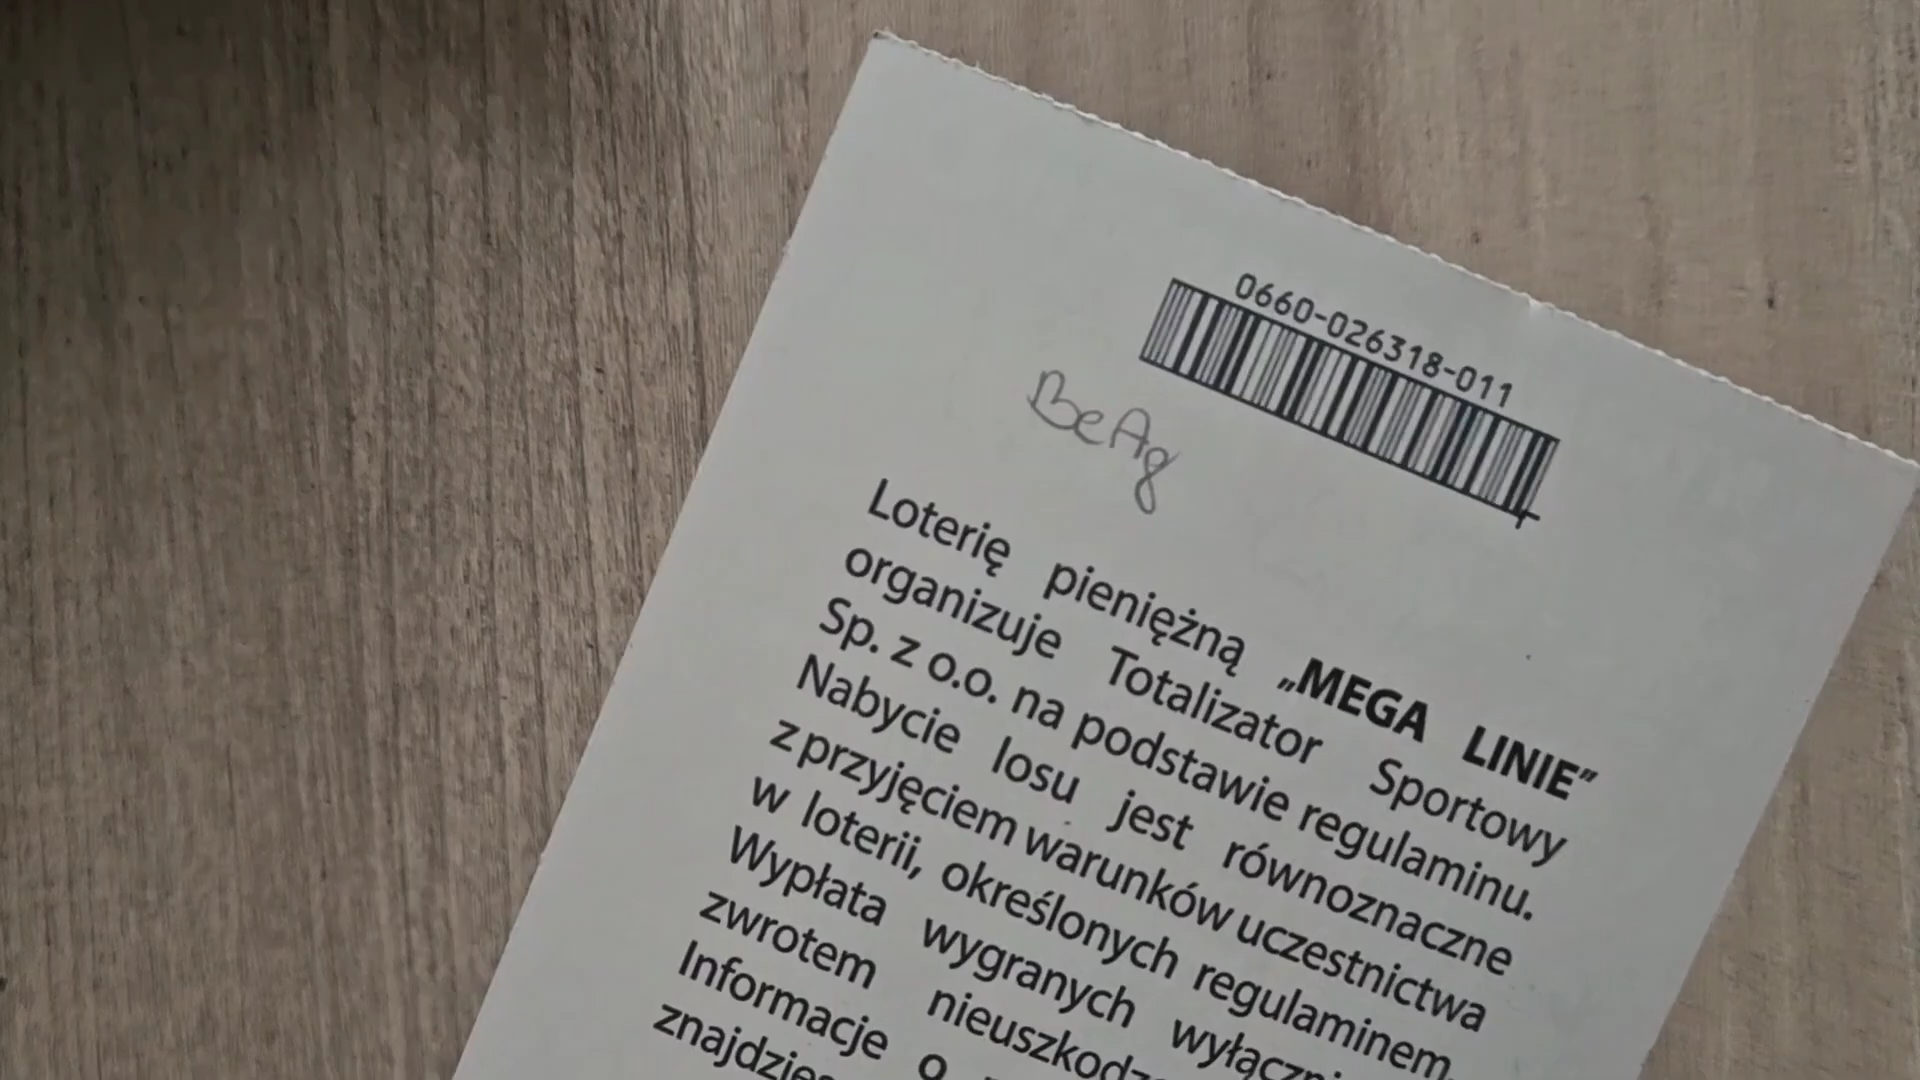 0660-026318-011
BeAg
Loterię pieniężną „MEGA LINIE”
organizuje Totalizator Sportowy
Sp. z o.o. na podstawie regulaminu.
Nabycie losu jest równoznaczne
z przyjęciem warunków uczestnictwa
w loterii, określonych regulaminem.
Wypłata wygranych
zwrotem
Informacje o